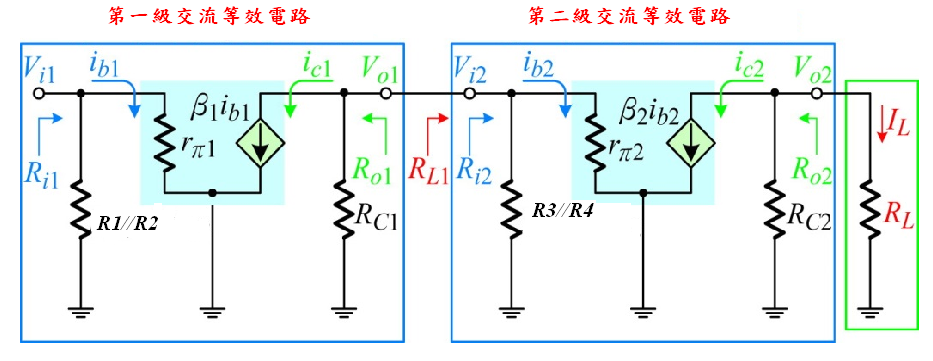 第一級交流等效電路
第二級交流等效電路
Vi1 ib1 ic1 Vo1 Vi2 ib2 ic2 Vo2
β1ib1 β2ib2 IL
rπ1 rπ2
Ri1 Ro1 RL1 Ri2 Ro2
R1//R2 RC1 R3//R4 RC2 RL